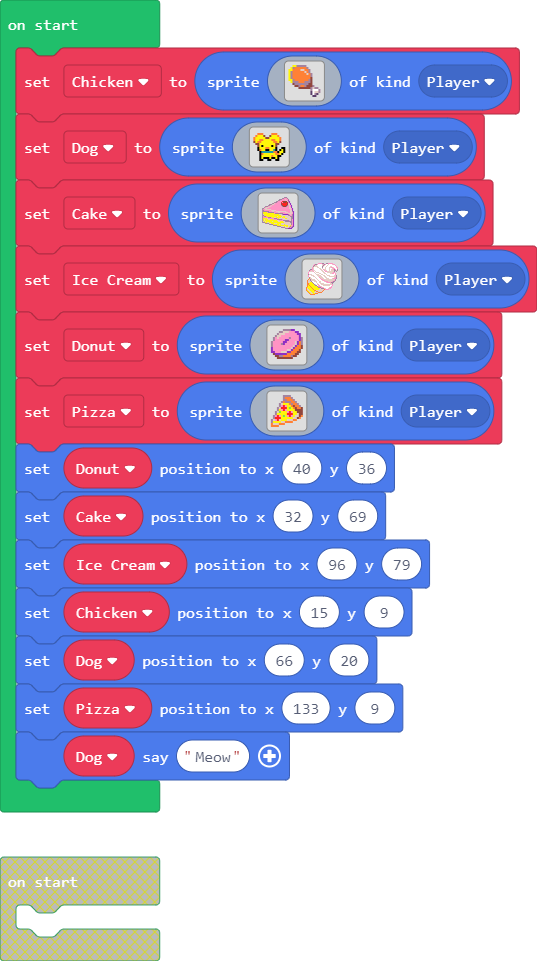 on start
set Chicken to sprite of kind Player
set Dog to sprite of kind Player
set Cake to sprite of kind Player
set Ice Cream to sprite of kind Player
set Donut to sprite of kind Player
set Pizza to sprite of kind Player
set Donut position to x 40 y 36
set Cake position to x 32 y 69
set Ice Cream position to x 96 y 79
set Chicken position to x 15 y 9
set Dog position to x 66 y 20
set Pizza position to x 133 y 9
Dog say "Meow"
on start